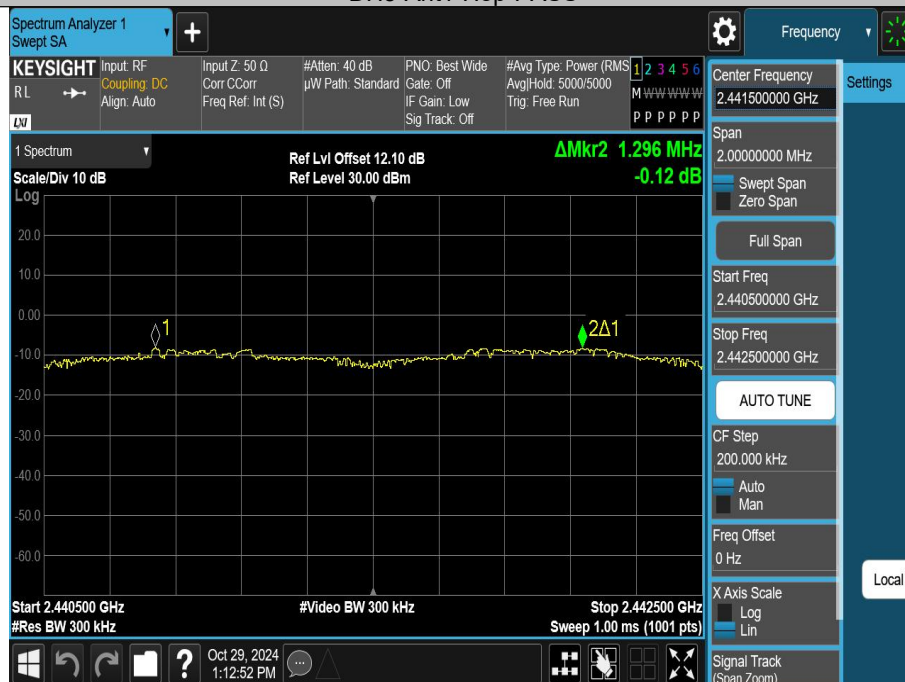 Spectrum Analyzer 1
Swept SA
+
Frequency
KEYSIGHT
RL
LXI
Input: RF
Coupling: DC
Align: Auto
Input Z: 50 Ω
Corr CCorr
Freq Ref: Int (S)
#Atten: 40 dB
µW Path: Standard
PNO: Best Wide
Gate: Off
IF Gain: Low
Sig Track: Off
#Avg Type: Power (RMS
Avg|Hold: 5000/5000
Trig: Free Run
1 2 3 4 5 6
M W W W W W
P P P P P P
Center Frequency
2.441500000 GHz
Settings
1 Spectrum
Scale/Div 10 dB
Ref Lvl Offset 12.10 dB
Ref Level 30.00 dBm
ΔMkr2 1.296 MHz
-0.12 dB
Span
2.00000000 MHz
Swept Span
Zero Span
Full Span
Start Freq
2.440500000 GHz
Stop Freq
2.442500000 GHz
AUTO TUNE
CF Step
200.000 kHz
Auto
Man
Freq Offset
0 Hz
X Axis Scale
Log
Lin
Signal Track
(Span Zoom)
Local
Log
20.0
10.0
0.00
-10.0
-20.0
-30.0
-40.0
-50.0
-60.0
1
2Δ1
Start 2.440500 GHz
#Res BW 300 kHz
#Video BW 300 kHz
Stop 2.442500 GHz
Sweep 1.00 ms (1001 pts)
?
Oct 29, 2024
1:12:52 PM